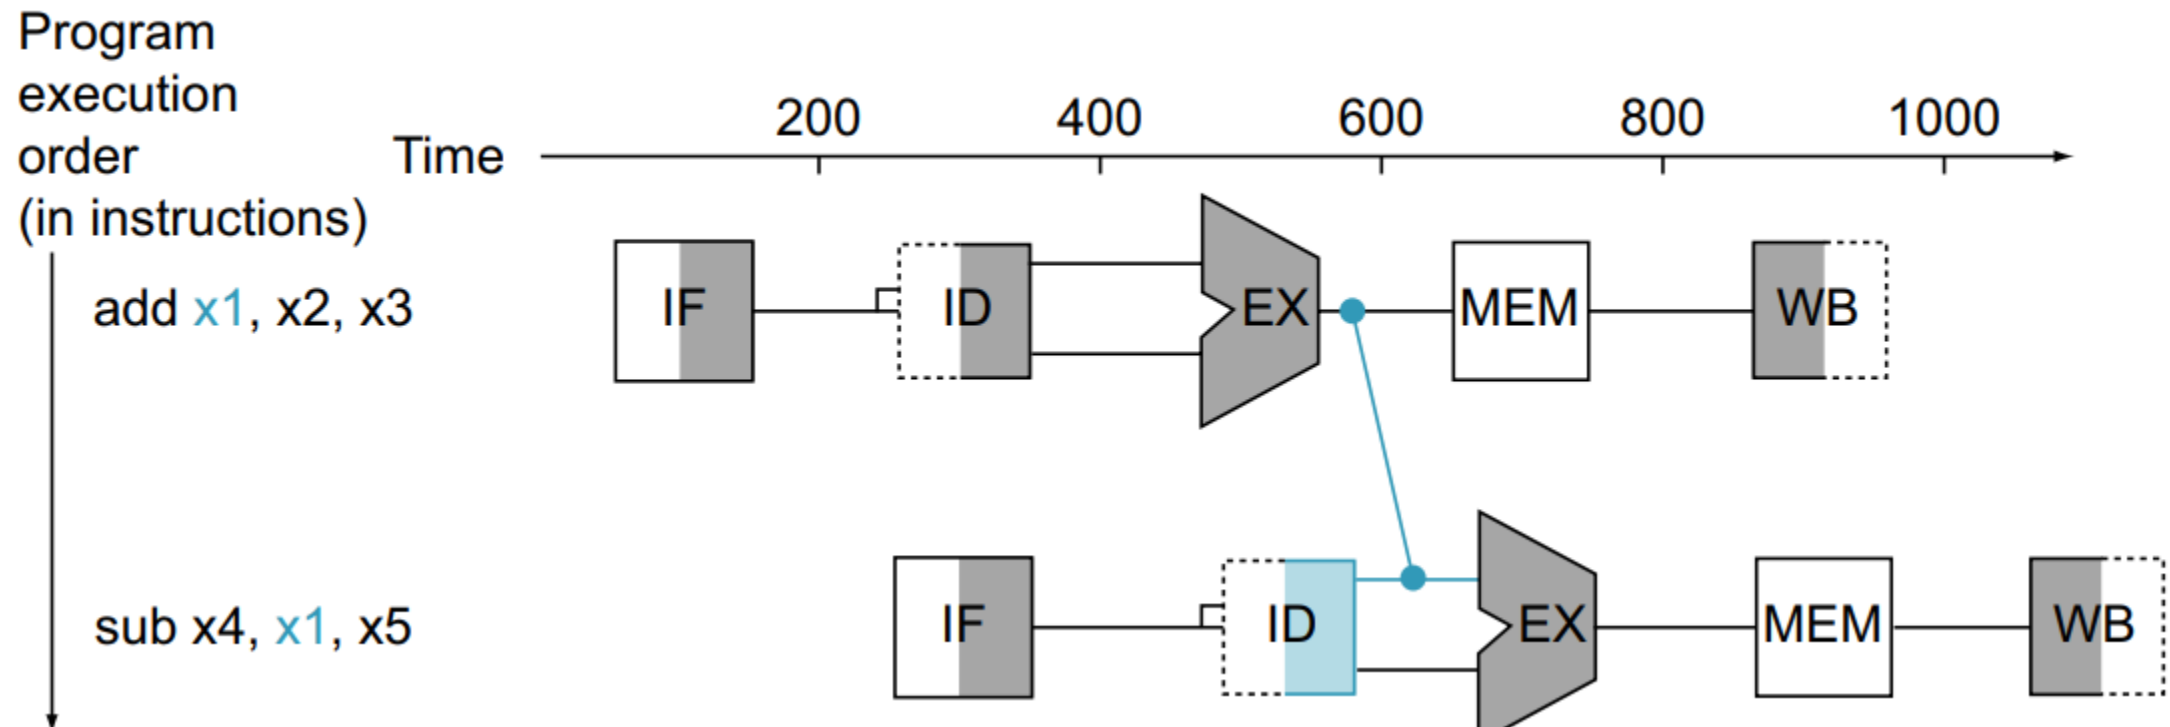 Program
execution
order
(in instructions)
Time
200 400 600 800 1000
add x1, x2, x3
IF ID EX MEM WB
sub x4, x1, x5
IF ID EX MEM WB